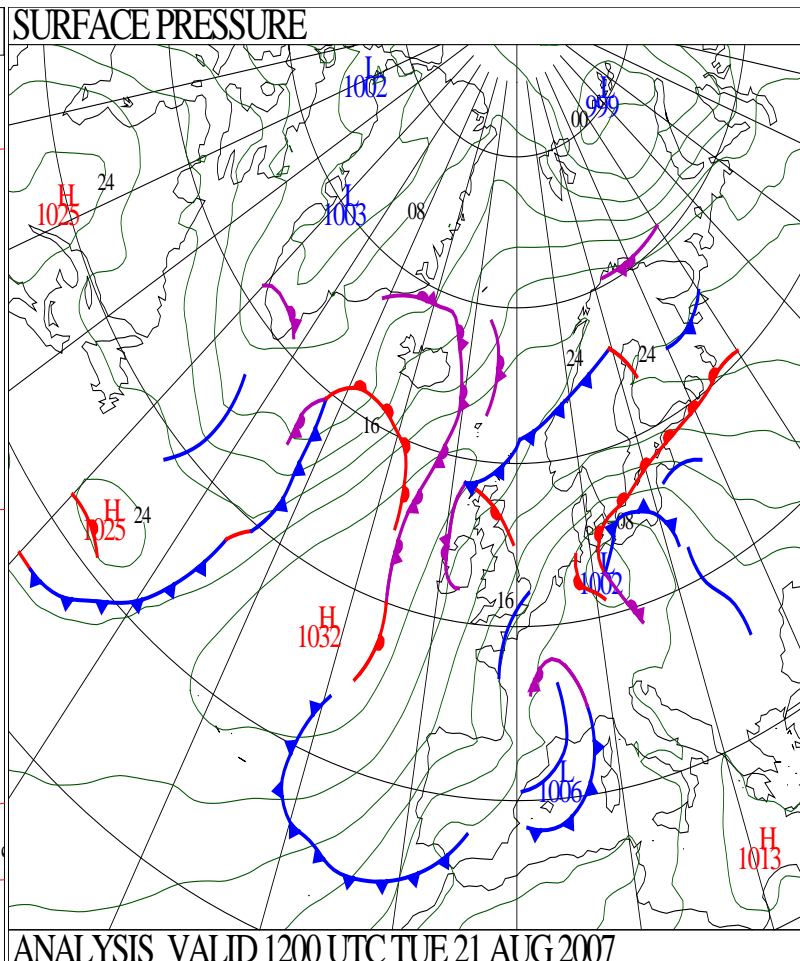 SURFACE PRESSURE
L
1002
L
999
00
24
H
1025
L
1003
08
24
24
16
H
1025
24
08
L
1002
16
H
1032
L
1006
H
1013
ANALYSIS VALID 1200 UTC TUE 21 AUG 2007